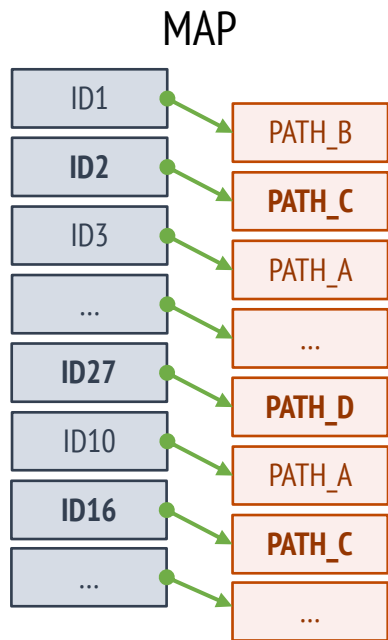 MAP
ID1
PATH_B
ID2
PATH_C
ID3
PATH_A
...
...
ID27
PATH_D
ID10
PATH_A
ID16
PATH_C
...
...